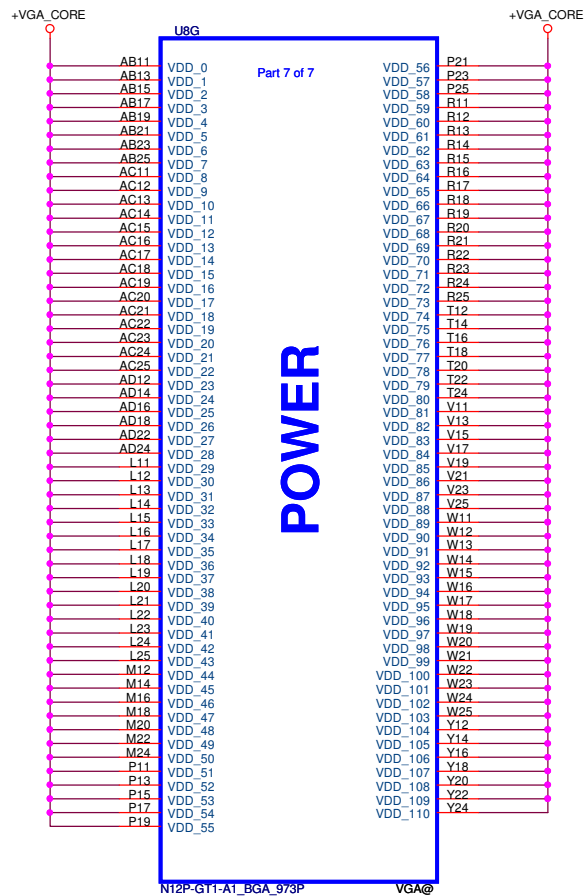 +VGA_CORE +VGA_CORE
U8G
Part 7 of 7
AB11 VDD_0 VDD_56 P21
AB13 VDD_1 VDD_57 P23
AB15 VDD_2 VDD_58 P25
AB17 VDD_3 VDD_59 R11
AB19 VDD_4 VDD_60 R12
AB21 VDD_5 VDD_61 R13
AB23 VDD_6 VDD_62 R14
AB25 VDD_7 VDD_63 R15
AC11 VDD_8 VDD_64 R16
AC12 VDD_9 VDD_65 R17
AC13 VDD_10 VDD_66 R18
AC14 VDD_11 VDD_67 R19
AC15 VDD_12 VDD_68 R20
AC16 VDD_13 VDD_69 R21
AC17 VDD_14 VDD_70 R22
AC18 VDD_15 VDD_71 R23
AC19 VDD_16 VDD_72 R24
AC20 VDD_17 VDD_73 R25
AC21 VDD_18 VDD_74 T12
AC22 VDD_19 VDD_75 T14
AC23 VDD_20 VDD_76 T16
AC24 VDD_21 VDD_77 T18
AC25 VDD_22 VDD_78 T20
AD12 VDD_23 VDD_79 T22
AD14 VDD_24 VDD_80 T24
AD16 VDD_25 VDD_81 V11
AD18 VDD_26 VDD_82 V13
AD22 VDD_27 VDD_83 V15
AD24 VDD_28 VDD_84 V17
L11 VDD_29 VDD_85 V19
L12 VDD_30 VDD_86 V21
L13 VDD_31 VDD_87 V23
L14 VDD_32 VDD_88 V25
L15 VDD_33 VDD_89 W11
L16 VDD_34 VDD_90 W12
L17 VDD_35 VDD_91 W13
L18 VDD_36 VDD_92 W14
L19 VDD_37 VDD_93 W15
L20 VDD_38 VDD_94 W16
L21 VDD_39 VDD_95 W17
L22 VDD_40 VDD_96 W18
L23 VDD_41 VDD_97 W19
L24 VDD_42 VDD_98 W20
L25 VDD_43 VDD_99 W21
M12 VDD_44 VDD_100 W22
M14 VDD_45 VDD_101 W23
M16 VDD_46 VDD_102 W24
M18 VDD_47 VDD_103 W25
M20 VDD_48 VDD_104 Y12
M22 VDD_49 VDD_105 Y14
M24 VDD_50 VDD_106 Y16
P11 VDD_51 VDD_107 Y18
P13 VDD_52 VDD_108 Y20
P15 VDD_53 VDD_109 Y22
P17 VDD_54 VDD_110 Y24
P19 VDD_55
POWER
N12P-GT1-A1_BGA_973P VGA@